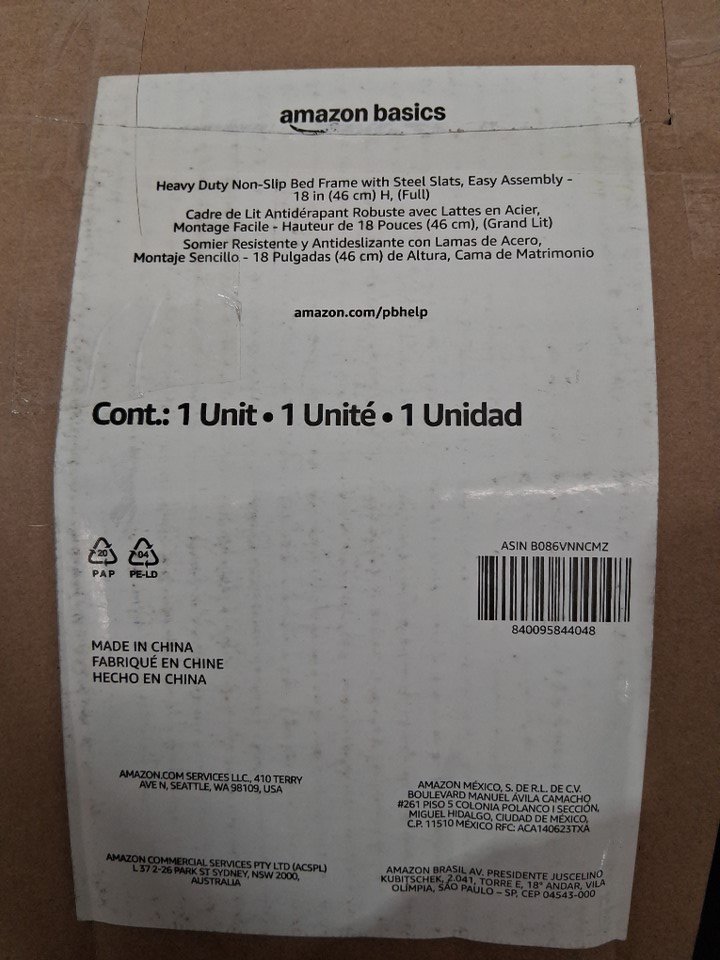 amazon basics
Heavy Duty Non-Slip Bed Frame with Steel Slats, Easy Assembly -
18 in (46 cm) H, (Full)
Cadre de Lit Antidérapant Robuste avec Lattes en Acier,
Montage Facile - Hauteur de 18 Pouces (46 cm), (Grand Lit)
Somier Resistente y Antideslizante con Lamas de Acero,
Montaje Sencillo - 18 Pulgadas (46 cm) de Altura, Cama de Matrimonio
amazon.com/pbhelp
Cont.: 1 Unit • 1 Unité • 1 Unidad
20
PAP
04
PE-LD
ASIN B086VNNCMZ
840095844048
MADE IN CHINA
FABRIQUÉ EN CHINE
HECHO EN CHINA
AMAZON.COM SERVICES LLC., 410 TERRY
AVE N, SEATTLE, WA 98109, USA
AMAZON MÉXICO, S. DE R.L. DE C.V.
BOULEVARD MANUEL ÁVILA CAMACHO
#261 PISO 5 COLONIA POLANCO I SECCIÓN,
MIGUEL HIDALGO, CIUDAD DE MÉXICO,
C.P. 11510 MÉXICO RFC: ACA140623TXA
AMAZON COMMERCIAL SERVICES PTY LTD (ACSPL)
L 37 2-26 PARK ST SYDNEY, NSW 2000,
AUSTRALIA
AMAZON BRASIL AV. PRESIDENTE JUSCELINO
KUBITSCHEK, 2.041, TORRE E, 18° ANDAR, VILA
OLÍMPIA, SÃO PAULO – SP, CEP 04543-000